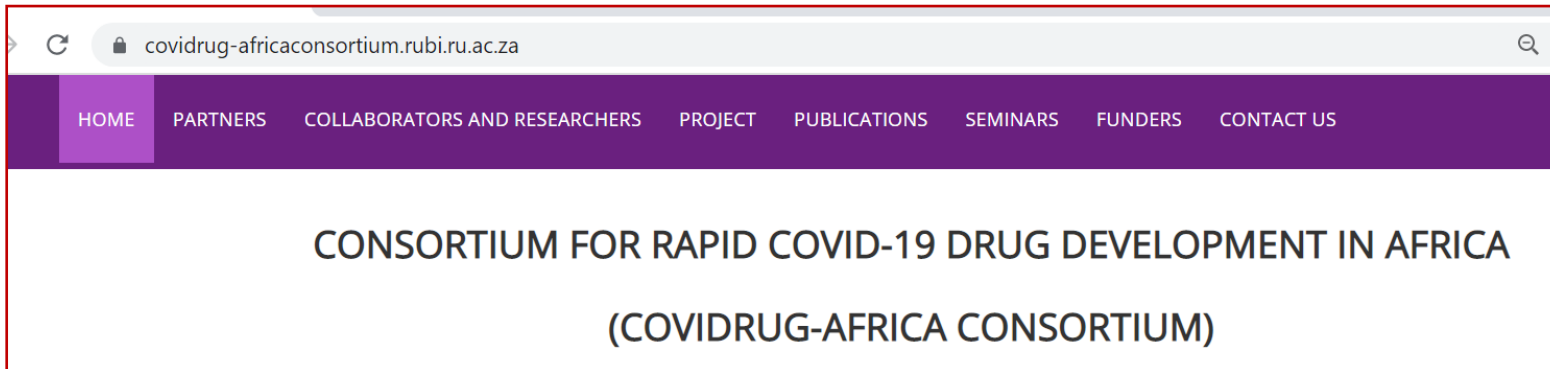 covidrug-africaconsortium.rubi.ru.ac.za
HOME PARTNERS COLLABORATORS AND RESEARCHERS PROJECT PUBLICATIONS SEMINARS FUNDERS CONTACT US
CONSORTIUM FOR RAPID COVID-19 DRUG DEVELOPMENT IN AFRICA
(COVIDRUG-AFRICA CONSORTIUM)